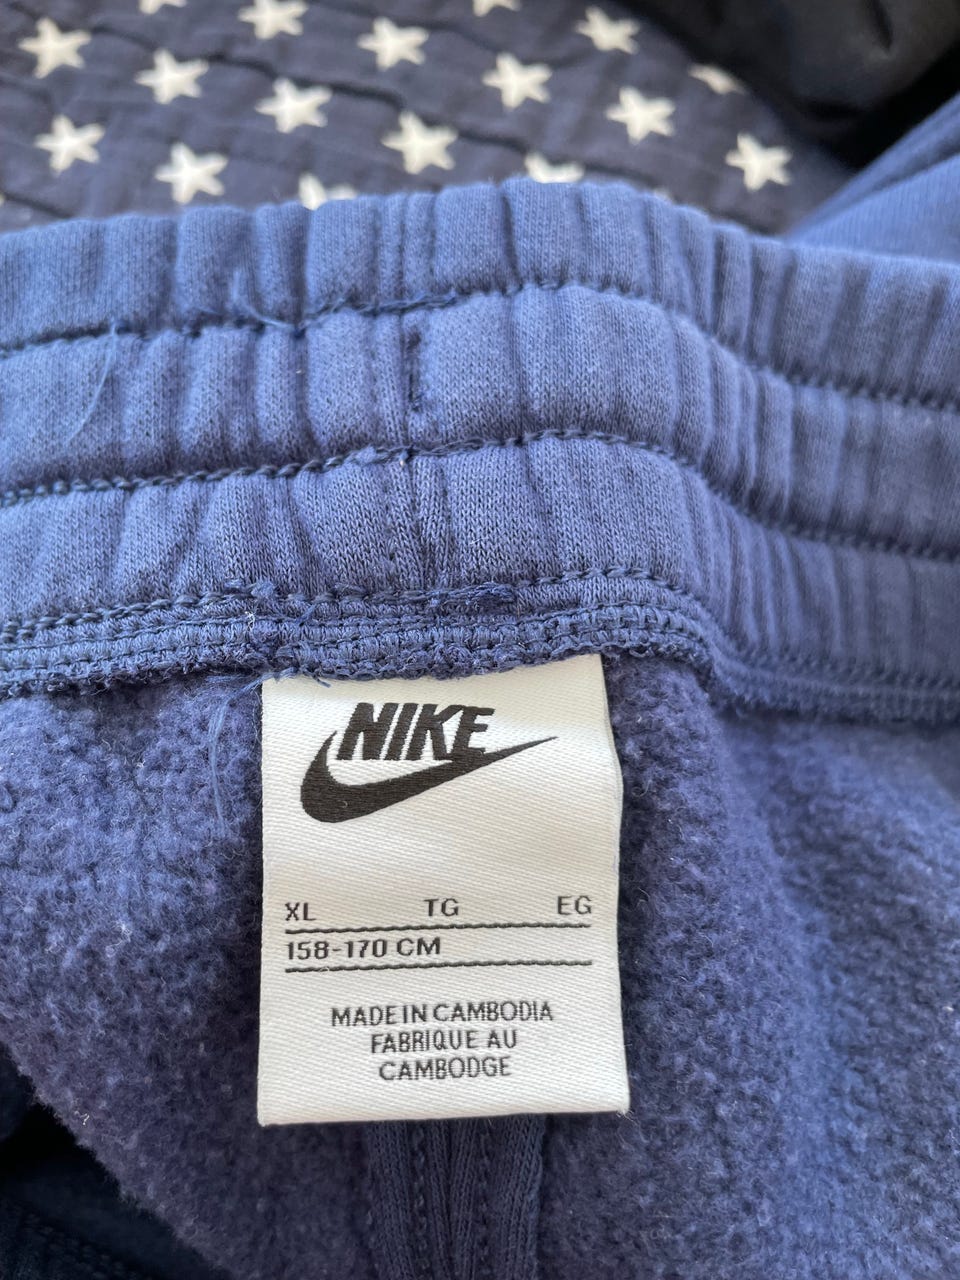 NIKE
XL TG EG
158-170 CM
MADE IN CAMBODIA
FABRIQUE AU
CAMBODGE